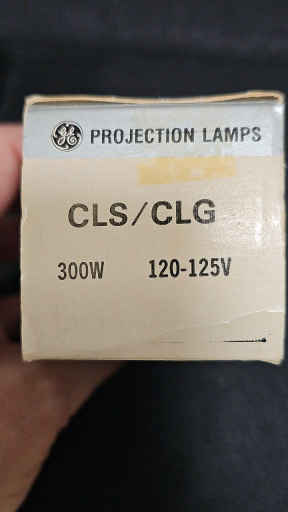 GE PROJECTION LAMPS
CLS/CLG
300W 120-125V